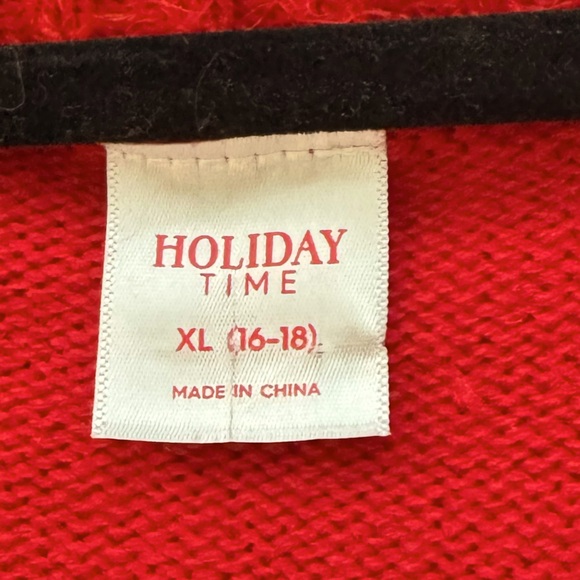 HOLIDAY
TIME
XL (16-18)
MADE IN CHINA